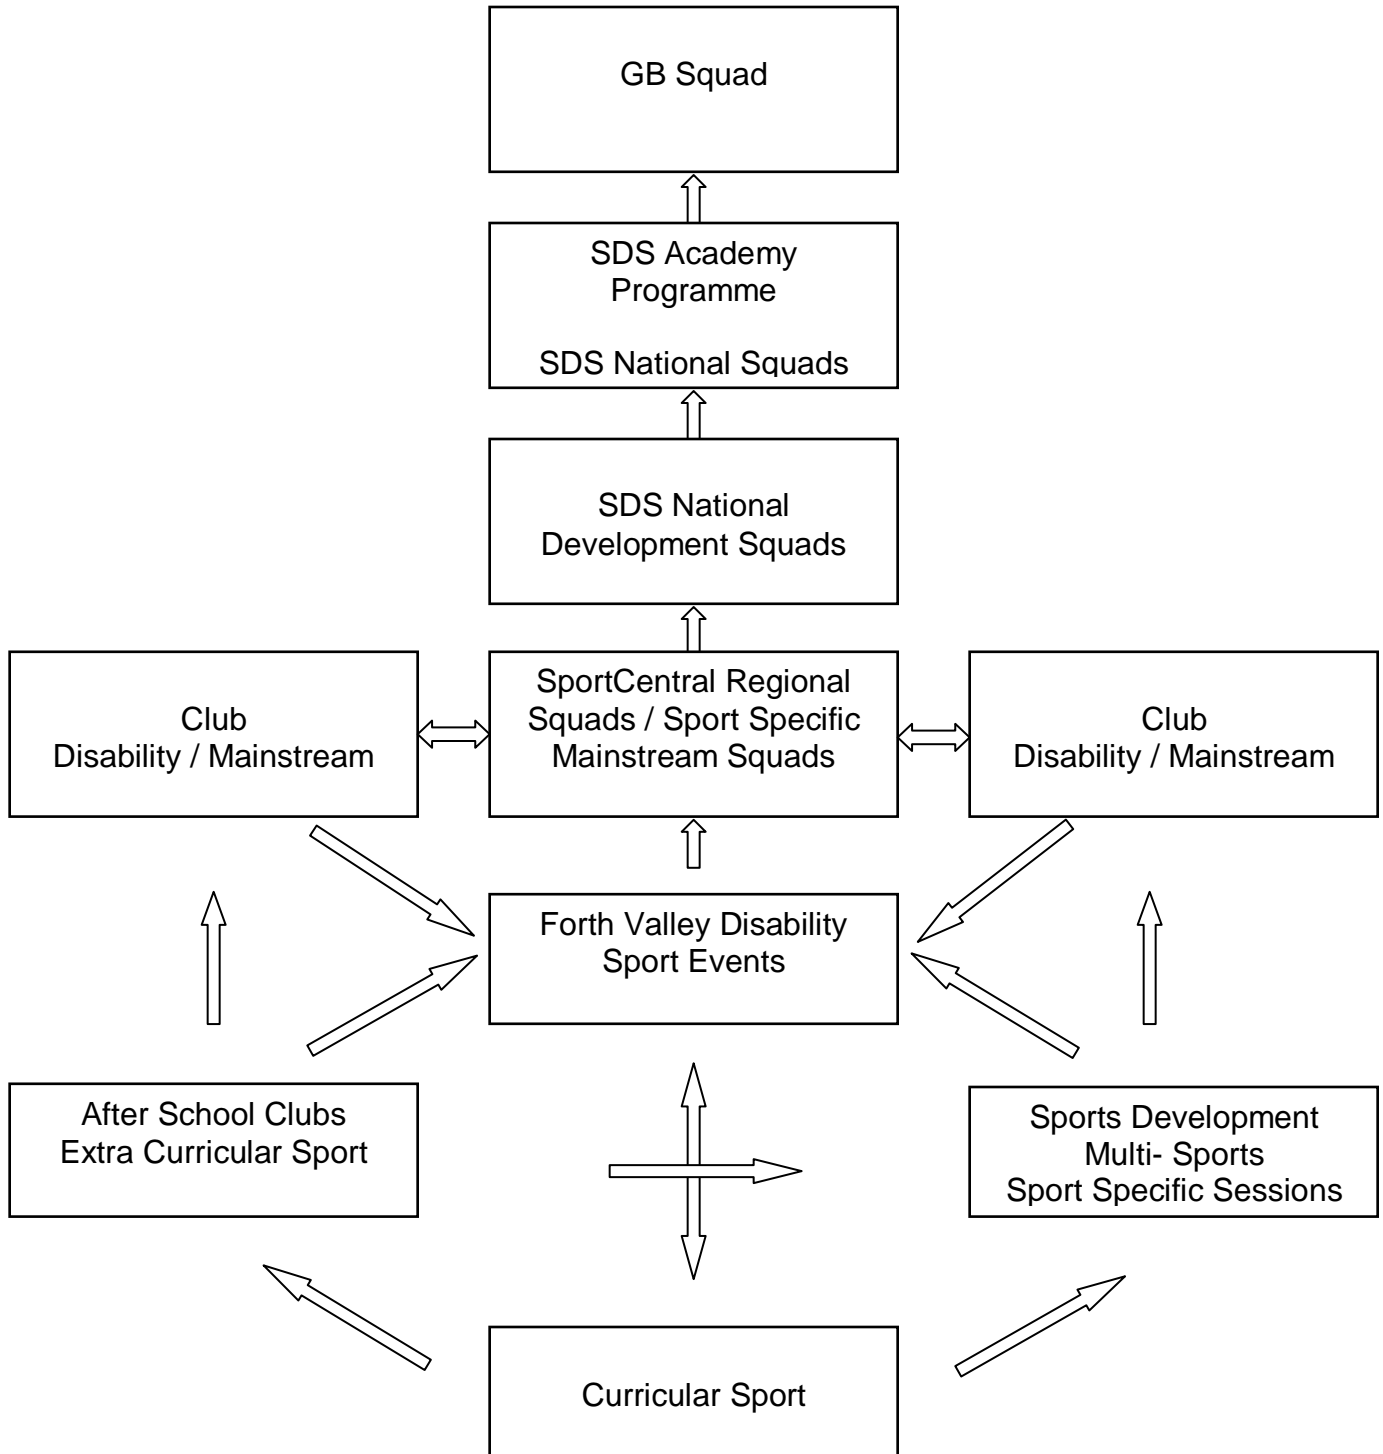 GB Squad
SDS Academy
Programme
SDS National Squads
SDS National
Development Squads
Club
Disability / Mainstream
SportCentral Regional
Squads / Sport Specific
Mainstream Squads
Club
Disability / Mainstream
Forth Valley Disability
Sport Events
After School Clubs
Extra Curricular Sport
Sports Development
Multi- Sports
Sport Specific Sessions
Curricular Sport